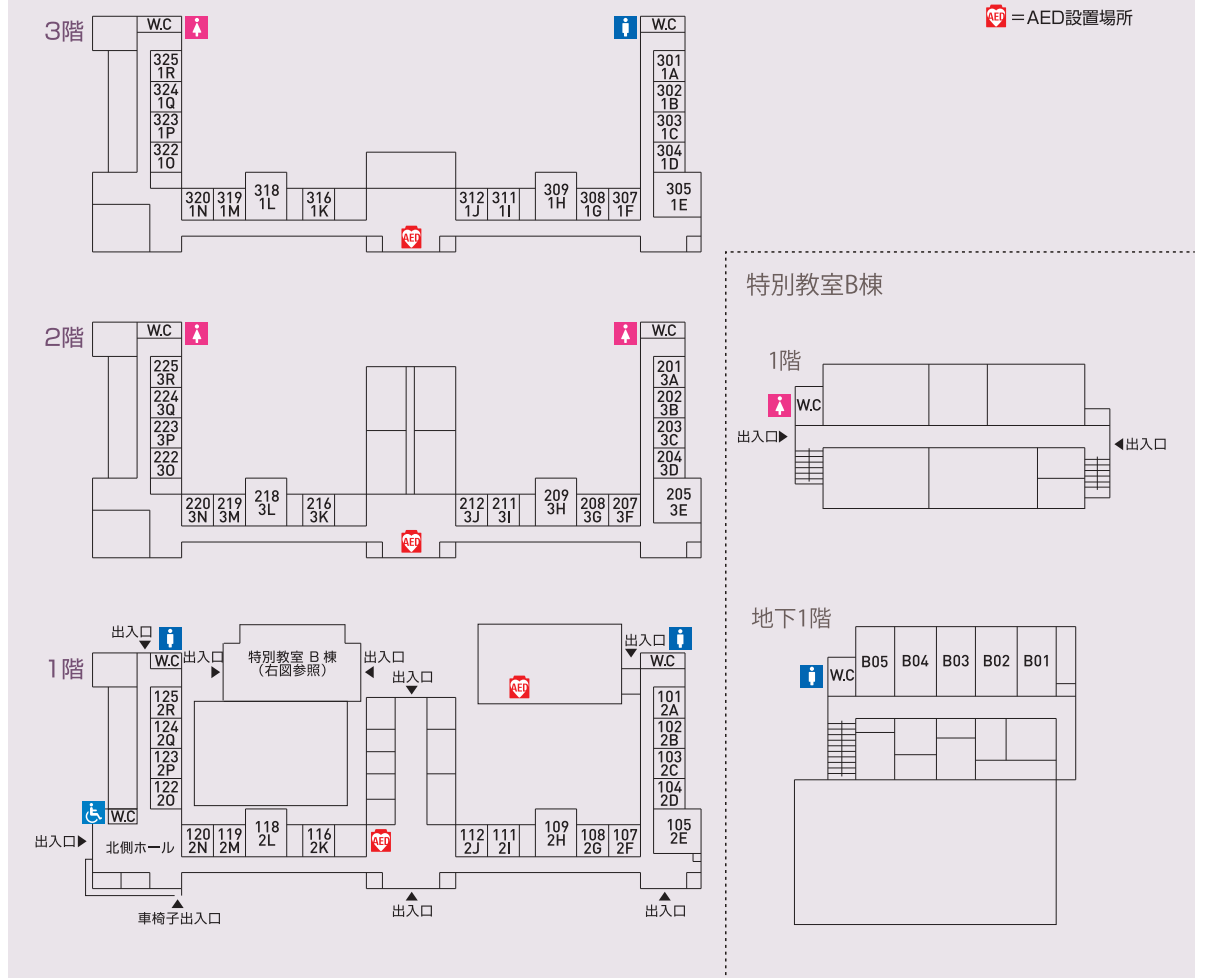 AED =AED設置場所
3階
W.C
W.C
325
1R
324
1Q
323
1P
322
1O
301
1A
302
1B
303
1C
304
1D
305
1E
320
1N
319
1M
318
1L
316
1K
312
1J
311
1I
309
1H
308
1G
307
1F
AED
2階
W.C
W.C
225
3R
224
3Q
223
3P
222
3O
201
3A
202
3B
203
3C
204
3D
205
3E
220
3N
219
3M
218
3L
216
3K
212
3J
211
3I
209
3H
208
3G
207
3F
AED
1階
出入口
W.C
出入口
特別教室 B 棟
(右図参照)
出入口
出入口
出入口
W.C
AED
125
2R
124
2Q
123
2P
122
2O
101
2A
102
2B
103
2C
104
2D
105
2E
W.C
出入口
北側ホール
120
2N
119
2M
118
2L
116
2K
AED
112
2J
111
2I
109
2H
108
2G
107
2F
車椅子出入口
出入口
出入口
特別教室B棟
1階
W.C
出入口
出入口
地下1階
W.C
B05
B04
B03
B02
B01